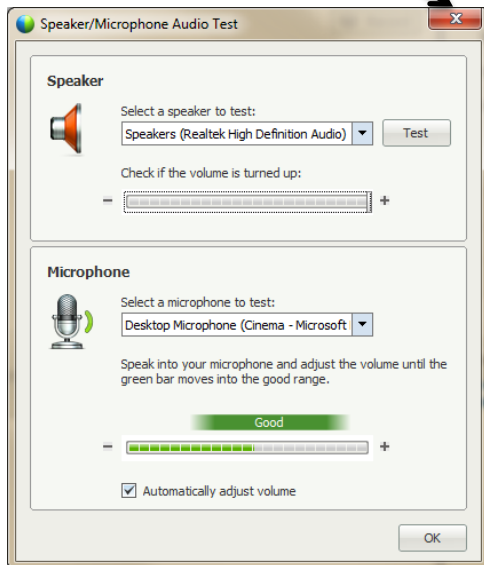 Speaker/Microphone Audio Test
Speaker
Select a speaker to test:
Speakers (Realtek High Definition Audio)
Test
Check if the volume is turned up:
- +
Microphone
Select a microphone to test:
Desktop Microphone (Cinema - Microsoft
Speak into your microphone and adjust the volume until the
green bar moves into the good range.
Good
- +
Automatically adjust volume
OK